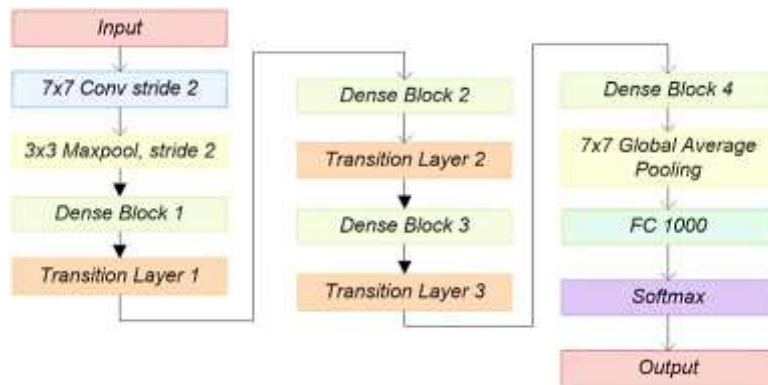 Input
7x7 Conv stride 2
3x3 Maxpool, stride 2
Dense Block 1
Transition Layer 1
Dense Block 2
Transition Layer 2
Dense Block 3
Transition Layer 3
Dense Block 4
7x7 Global Average
Pooling
FC 1000
Softmax
Output